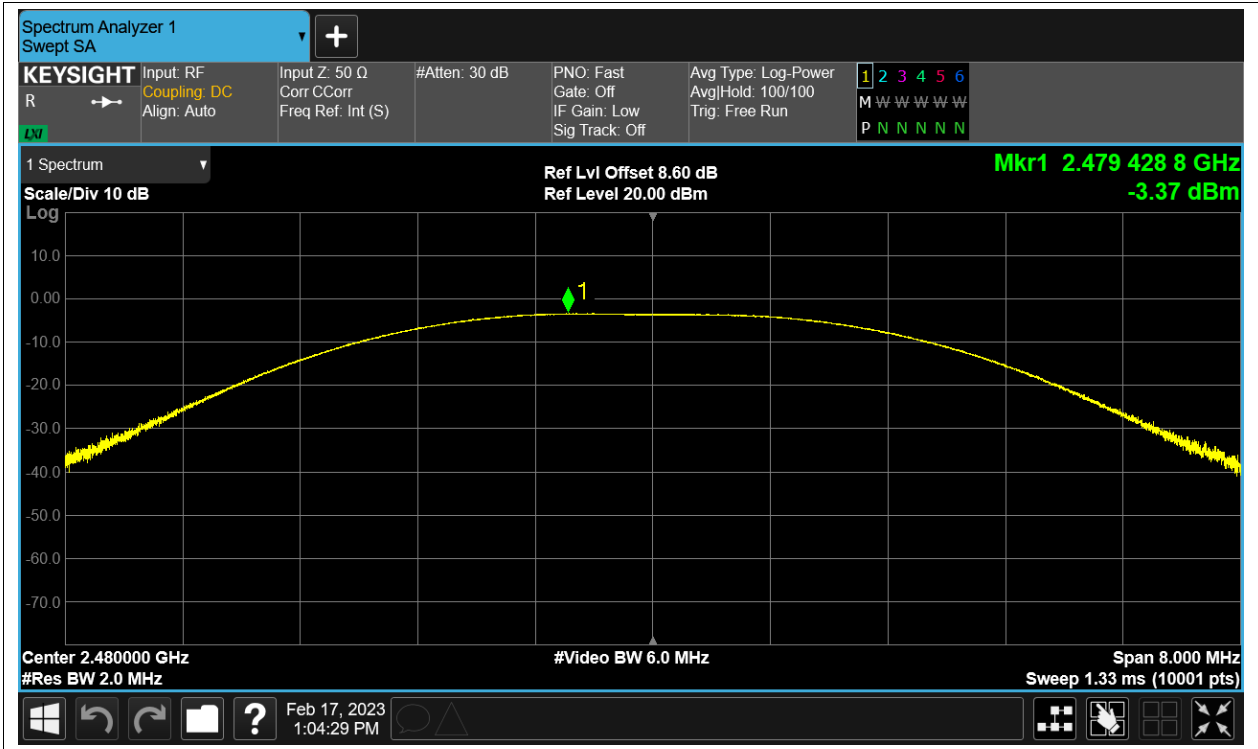 Spectrum Analyzer 1
Swept SA
+
KEYSIGHT
R
LXI
Input: RF
Coupling: DC
Align: Auto
Input Z: 50 Ω
Corr CCorr
Freq Ref: Int (S)
#Atten: 30 dB
PNO: Fast
Gate: Off
IF Gain: Low
Sig Track: Off
Avg Type: Log-Power
Avg|Hold: 100/100
Trig: Free Run
1 2 3 4 5 6
M W W W W W
P N N N N N
1 Spectrum
Scale/Div 10 dB
Log
Ref Lvl Offset 8.60 dB
Ref Level 20.00 dBm
Mkr1 2.479 428 8 GHz
-3.37 dBm
10.0
0.00
-10.0
-20.0
-30.0
-40.0
-50.0
-60.0
-70.0
1
Center 2.480000 GHz
#Res BW 2.0 MHz
#Video BW 6.0 MHz
Span 8.000 MHz
Sweep 1.33 ms (10001 pts)
?
Feb 17, 2023
1:04:29 PM